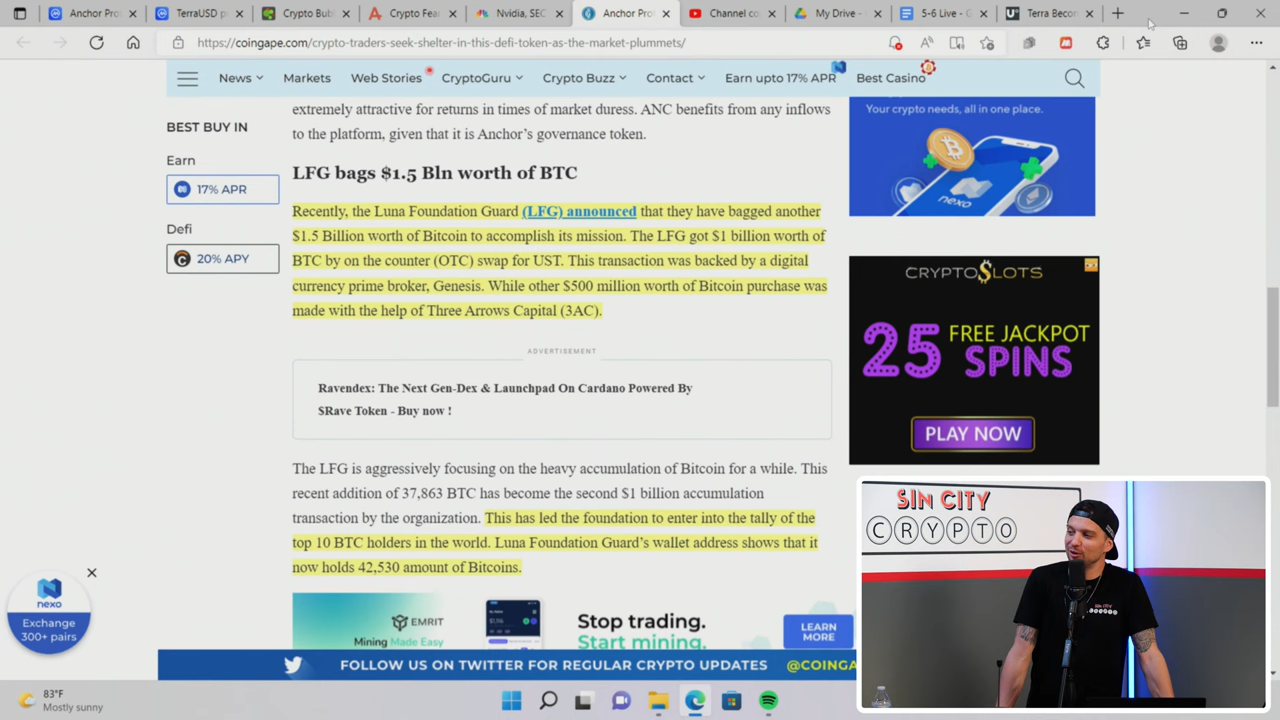 Anchor Pro
TerraUSD p
Crypto Bub
Crypto Fea
Nvidia, SEC
Anchor Pro
Channel co
My Drive -
5-6 Live - G
Terra Becor
https://coingape.com/crypto-traders-seek-shelter-in-this-defi-token-as-the-market-plummets/
News
Markets
Web Stories
CryptoGuru
Crypto Buzz
Contact
Earn upto 17% APR
Best Casino
extremely attractive for returns in times of market duress. ANC benefits from any inflows
to the platform, given that it is Anchor's governance token.
BEST BUY IN
Earn
17% APR
Defi
20% APY
LFG bags $1.5 Bln worth of BTC
Recently, the Luna Foundation Guard (LFG) announced that they have bagged another
$1.5 Billion worth of Bitcoin to accomplish its mission. The LFG got $1 billion worth of
BTC by on the counter (OTC) swap for UST. This transaction was backed by a digital
currency prime broker, Genesis. While other $500 million worth of Bitcoin purchase was
made with the help of Three Arrows Capital (3AC).
ADVERTISEMENT
Ravendex: The Next Gen-Dex & Launchpad On Cardano Powered By
$Rave Token - Buy now !
The LFG is aggressively focusing on the heavy accumulation of Bitcoin for a while. This
recent addition of 37,863 BTC has become the second $1 billion accumulation
transaction by the organization. This has led the foundation to enter into the tally of the
top 10 BTC holders in the world. Luna Foundation Guard's wallet address shows that it
now holds 42,530 amount of Bitcoins.
Your crypto needs, all in one place.
nexo
CRYPTO$LOTS
25 FREE JACKPOT
SPINS
PLAY NOW
SIN CITY
CRYPTO
SIN CITY
nexo
Exchange
300+ pairs
Mining Made Easy
Stop trading.
Start mining.
LEARN
MORE
FOLLOW US ON TWITTER FOR REGULAR CRYPTO UPDATES
@COINGA
83°F
Mostly sunny